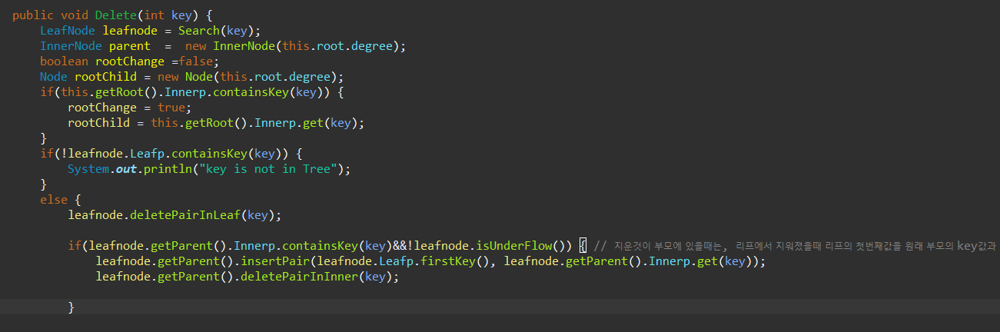 public void Delete(int key) {
LeafNode leafnode = Search(key);
InnerNode parent  =  new InnerNode(this.root.degree);
boolean rootChange =false;
Node rootChild = new Node(this.root.degree);
if(this.getRoot().Innerp.containsKey(key)) {
rootChange = true;
rootChild = this.getRoot().Innerp.get(key);
}
if(!leafnode.Leafp.containsKey(key)) {
System.out.println("key is not in Tree");
}
else {
leafnode.deletePairInLeaf(key);
if(leafnode.getParent().Innerp.containsKey(key)&&!leafnode.isUnderFlow()) { // 지운것이 부모에 있을때는, 리프에서 지워졌을때 리프의 첫번째값을 원래 부모의 key값과
leafnode.getParent().insertPair(leafnode.Leafp.firstKey(), leafnode.getParent().Innerp.get(key));
leafnode.getParent().deletePairInInner(key);
}